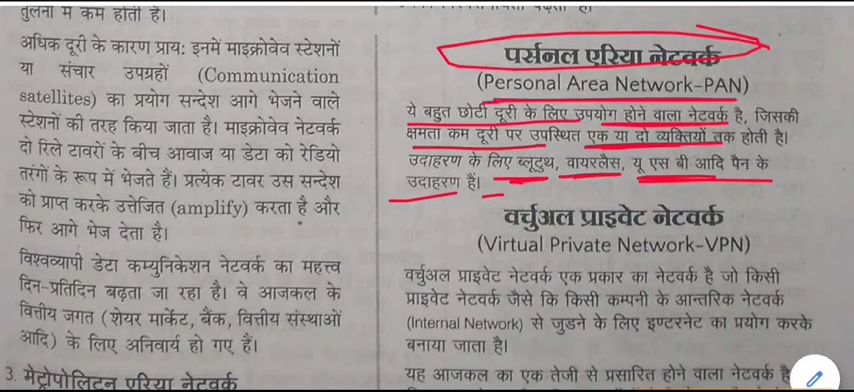 तुलना में कम होती है।
अधिक दूरी के कारण प्राय: इनमें माइक्रोवेव स्टेशनों
या संचार उपग्रहों (Communication
satellites) का प्रयोग सन्देश आगे भेजने वाले
स्टेशनों की तरह किया जाता है। माइक्रोवेव नेटवर्क
दो रिले टावरों के बीच आवाज या डेटा को रेडियो
तरंगों के रूप में भेजते हैं। प्रत्येक टावर उस सन्देश
को प्राप्त करके उत्तेजित (amplify) करता है और
फिर आगे भेज देता है।
विश्वव्यापी डेटा कम्युनिकेशन नेटवर्क का महत्त्व
दिन-प्रतिदिन बढ़ता जा रहा है। वे आजकल के
वित्तीय जगत (शेयर मार्केट, बैंक, वित्तीय संस्थाओं
आदि) के लिए अनिवार्य हो गए हैं।
3. मेट्रोपोलिटन एरिया नेटवर्क
पर्सनल एरिया नेटवर्क
(Personal Area Network-PAN)
ये बहुत छोटी दूरी के लिए उपयोग होने वाला नेटवर्क है, जिसकी
क्षमता कम दूरी पर उपस्थित एक या दो व्यक्तियों तक होती है।
उदाहरण के लिए ब्लूटुथ, वायरलैस, यू एस बी आदि पैन के
उदाहरण हैं।
वर्चुअल प्राइवेट नेटवर्क
(Virtual Private Network-VPN)
वर्चुअल प्राइवेट नेटवर्क एक प्रकार का नेटवर्क है जो किसी
प्राइवेट नेटवर्क जैसे कि किसी कम्पनी के आन्तरिक नेटवर्क
(Internal Network) से जुडने के लिए इण्टरनेट का प्रयोग करके
बनाया जाता है।
यह आजकल का एक तेजी से प्रसारित होने वाला नेटवर्क है